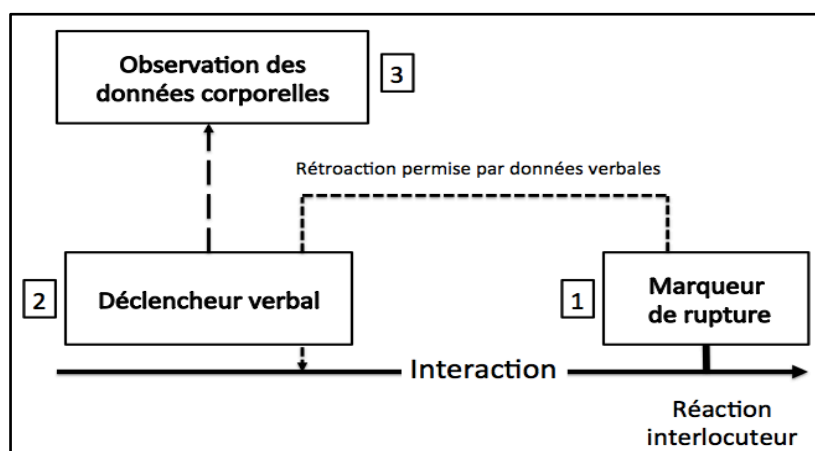 Observation des
données corporelles
3
Rétroaction permise par données verbales
2
Déclencheur verbal
1
Marqueur
de rupture
Interaction
Réaction
interlocuteur